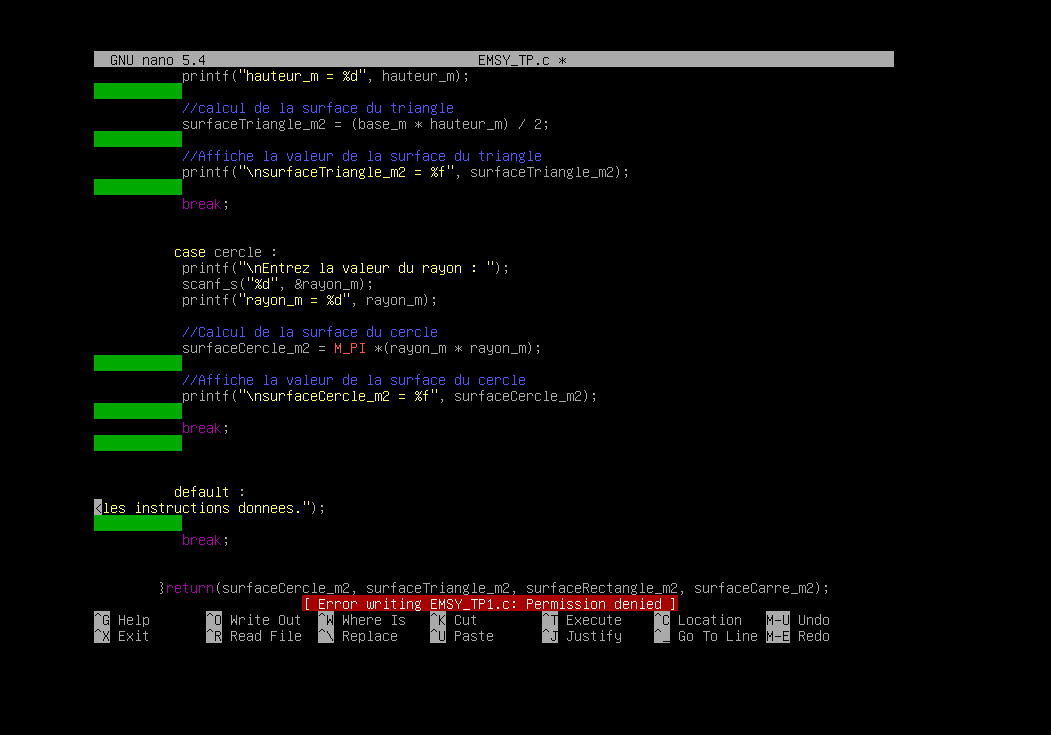 GNU nano 5.4 EMSY_TP.c *
printf("hauteur_m = %d", hauteur_m);
//calcul de la surface du triangle
surfaceTriangle_m2 = (base_m * hauteur_m) / 2;
//Affiche la valeur de la surface du triangle
printf("\nsurfaceTriangle_m2 = %f", surfaceTriangle_m2);
break;
case cercle :
printf("\nEntrez la valeur du rayon : ");
scanf_s("%d", &rayon_m);
printf("rayon_m = %d", rayon_m);
//Calcul de la surface du cercle
surfaceCercle_m2 = M_PI *(rayon_m * rayon_m);
//Affiche la valeur de la surface du cercle
printf("\nsurfaceCercle_m2 = %f", surfaceCercle_m2);
break;
default :
<les instructions donnees.");
break;
}return(surfaceCercle_m2, surfaceTriangle_m2, surfaceRectangle_m2, surfaceCarre_m2);
[ Error writing EMSY_TP1.c: Permission denied ]
^G Help ^O Write Out ^W Where Is ^K Cut ^T Execute ^C Location M-U Undo
^X Exit ^R Read File ^\ Replace ^U Paste ^J Justify ^_ Go To Line M-E Redo